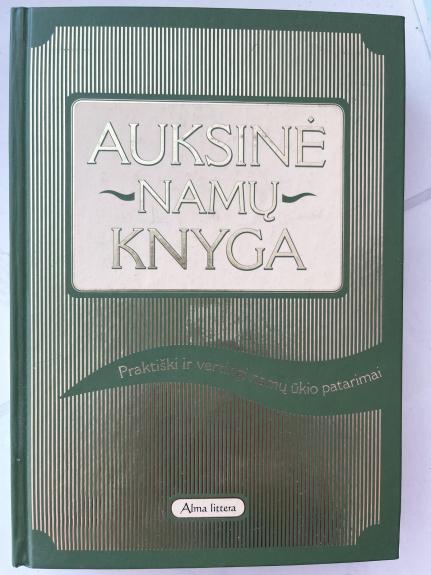 AUKSINĖ
NAMŲ
KNYGA
Praktiški ir vertingi namų ūkio patarimai
Alma littera